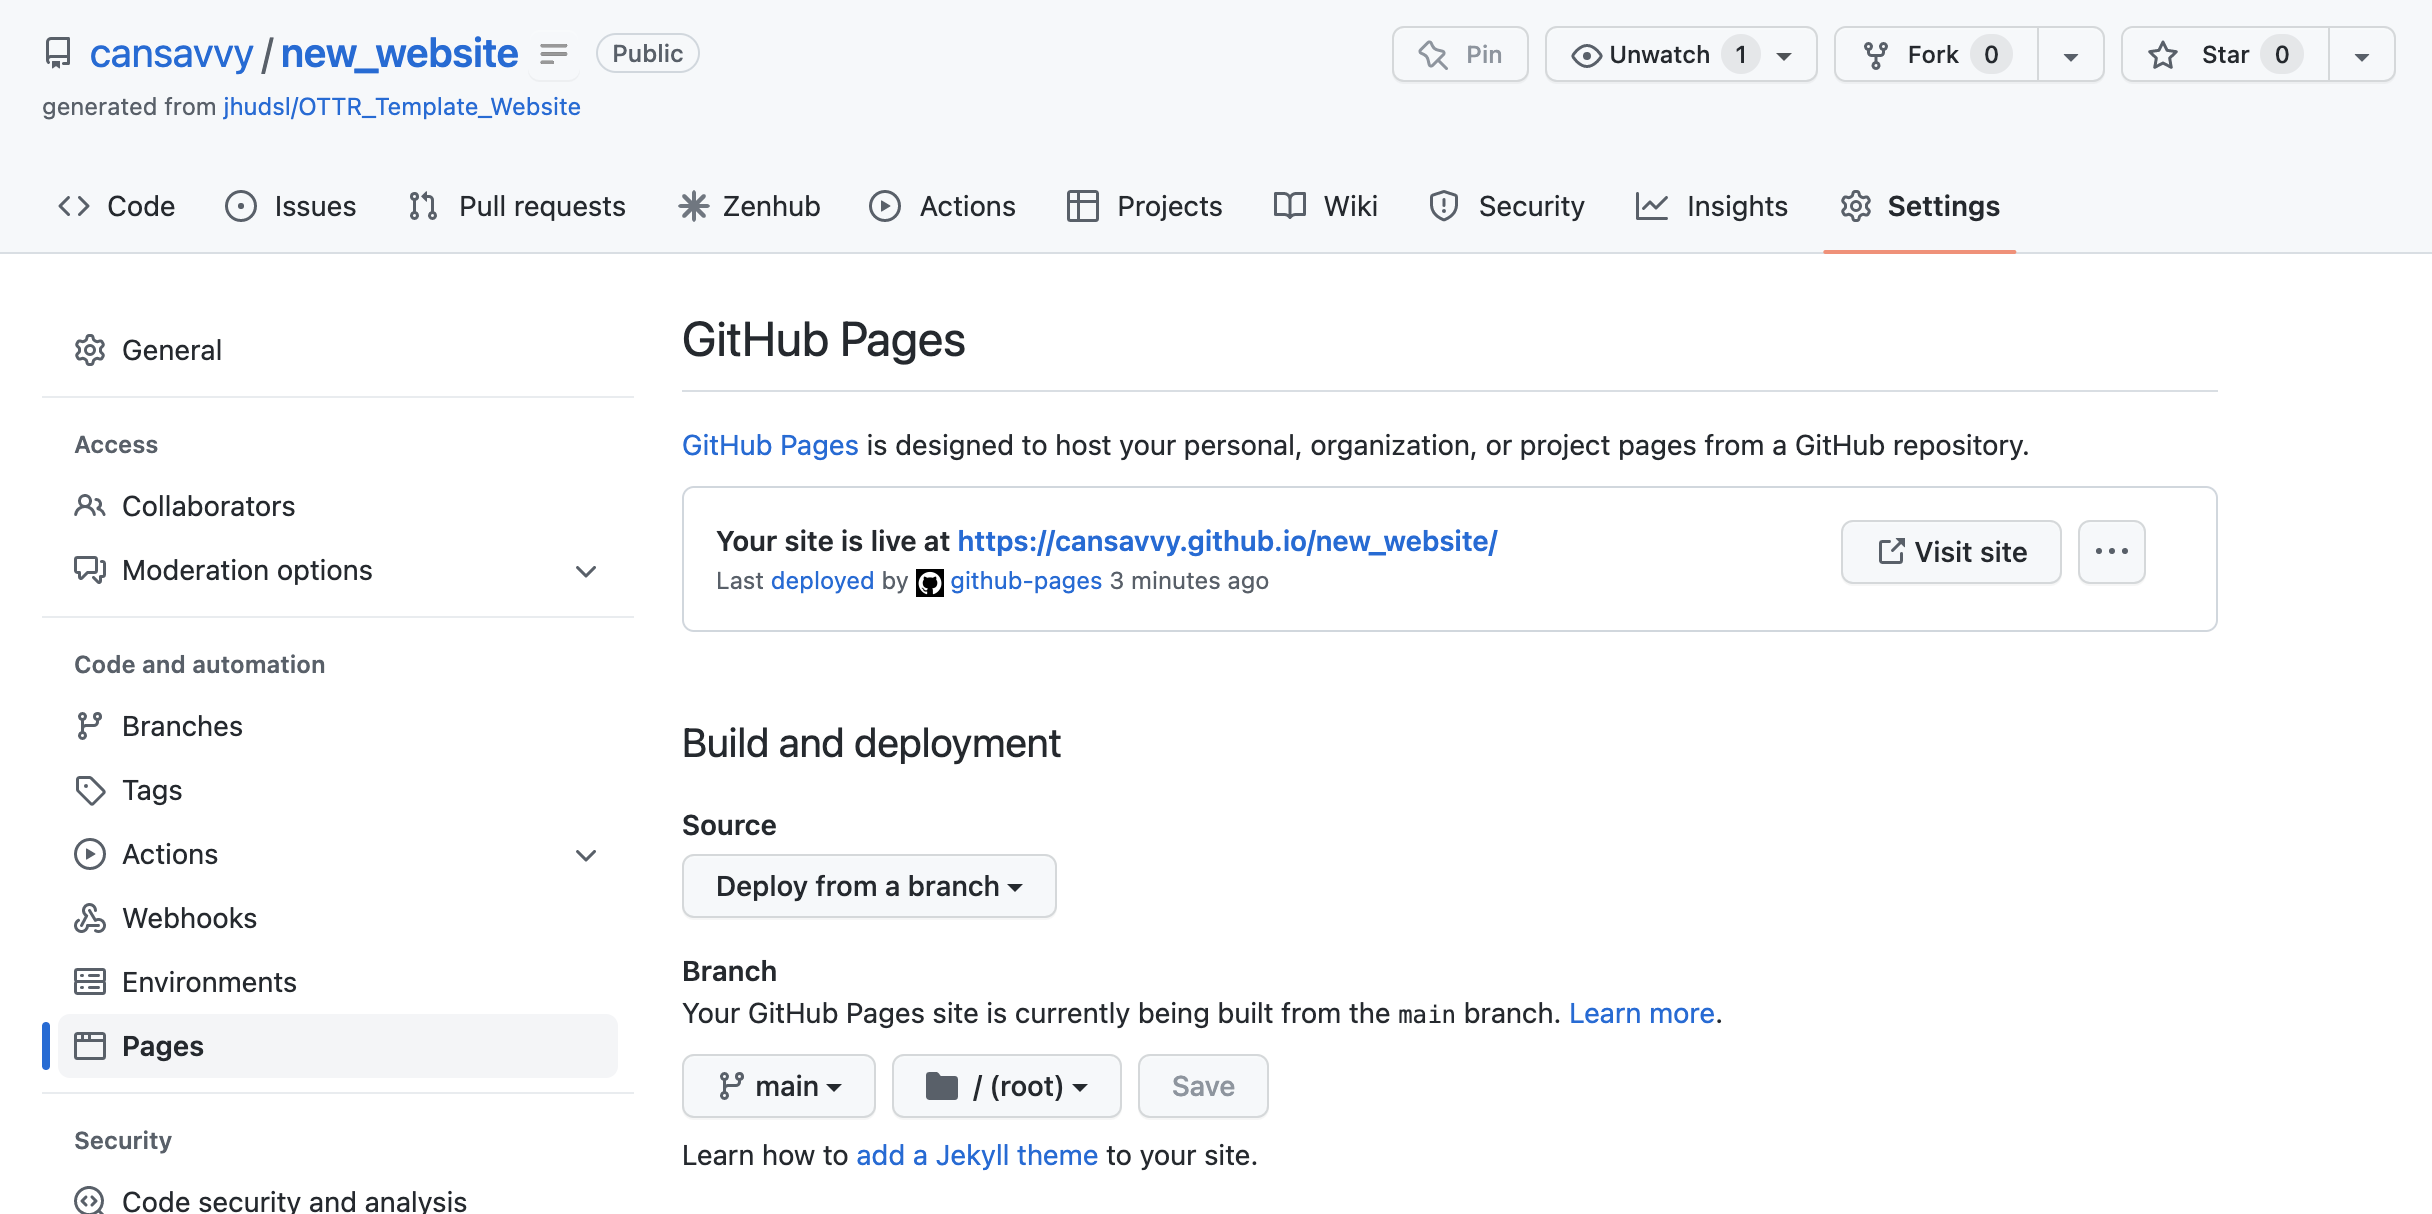 cansavvy / new_website Public Pin Unwatch 1 Fork 0 Star 0
generated from jhudsl/OTTR_Template_Website
Code Issues Pull requests Zenhub Actions Projects Wiki Security Insights Settings
General
Access
Collaborators
Moderation options
Code and automation
Branches
Tags
Actions
Webhooks
Environments
Pages
Security
Code security and analysis
GitHub Pages
GitHub Pages is designed to host your personal, organization, or project pages from a GitHub repository.
Your site is live at https://cansavvy.github.io/new_website/
Last deployed by github-pages 3 minutes ago
Visit site ...
Build and deployment
Source
Deploy from a branch
Branch
Your GitHub Pages site is currently being built from the main branch. Learn more.
main / (root) Save
Learn how to add a Jekyll theme to your site.